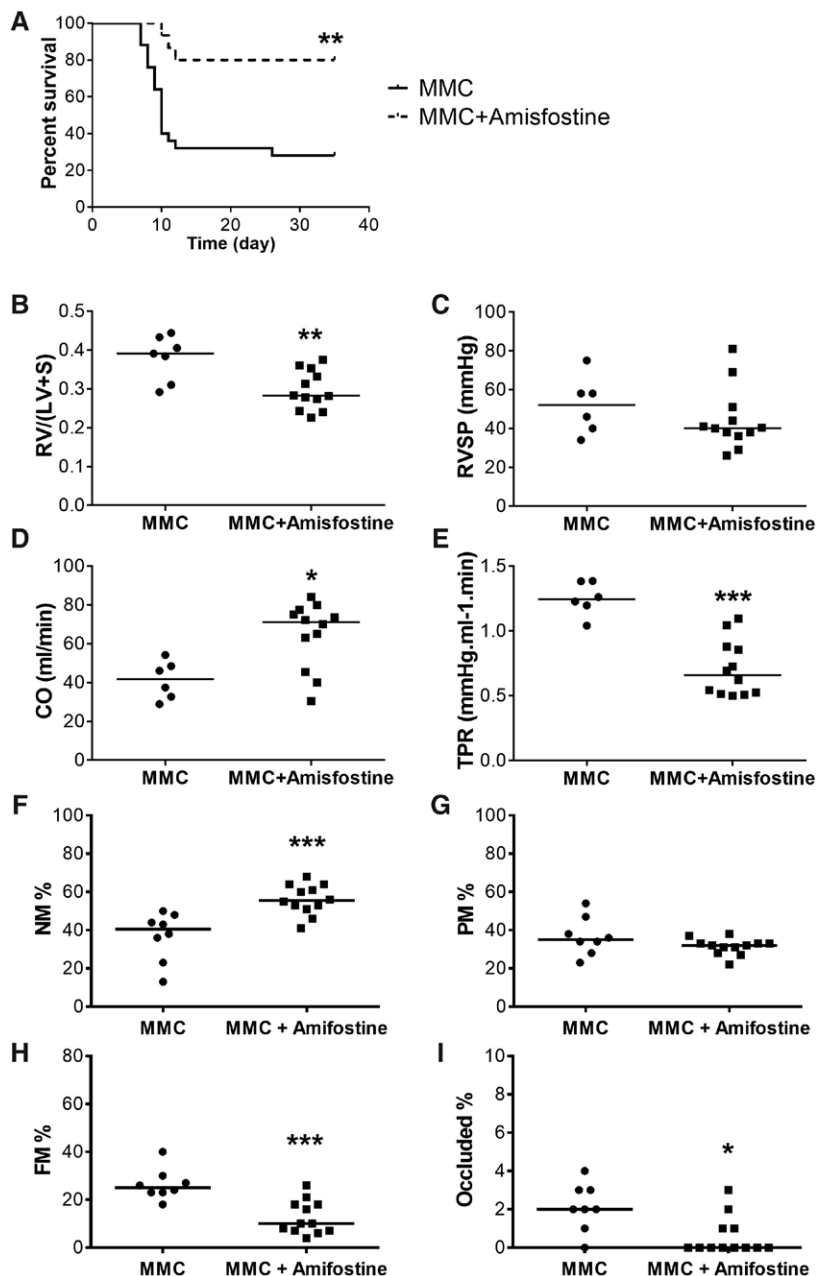 A
100
**
80
60
40
20
0
Percent survival
0 10 20 30 40
Time (day)
MMC
MMC+Amisfostine
B
0.5
0.4
0.3
0.2
0.1
0.0
RV/(LV+S)
**
MMC MMC+Amisfostine
C
100
80
60
40
20
0
RVSP (mmHg)
MMC MMC+Amisfostine
D
100
80
60
40
20
0
CO (ml/min)
*
MMC MMC+Amisfostine
E
1.5
1.0
0.5
0.0
TPR (mmHg.ml-1.min)
***
MMC MMC+Amisfostine
F
100
80
60
40
20
0
NM %
***
MMC MMC + Amifostine
G
100
80
60
40
20
0
PM %
MMC MMC + Amifostine
H
80
60
40
20
0
FM %
***
MMC MMC + Amifostine
I
10
8
6
4
2
0
Occluded %
*
MMC MMC + Amifostine